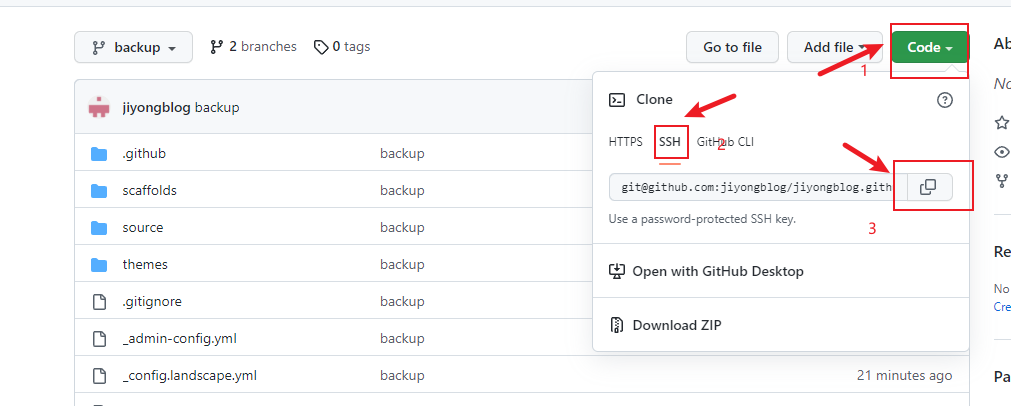 backup
2 branches
0 tags
Go to file
Add file
Code
1
Ab
jiyongblog backup
Clone
No
HTTPS
SSH
2
GitHub CLI
.github
backup
git@github.com:jiyongblog/jiyongblog.gith
scaffolds
backup
Use a password-protected SSH key.
3
source
backup
Re
themes
backup
Open with GitHub Desktop
No
.gitignore
backup
Cre
_admin-config.yml
backup
Download ZIP
_config.landscape.yml
backup
21 minutes ago
Pa